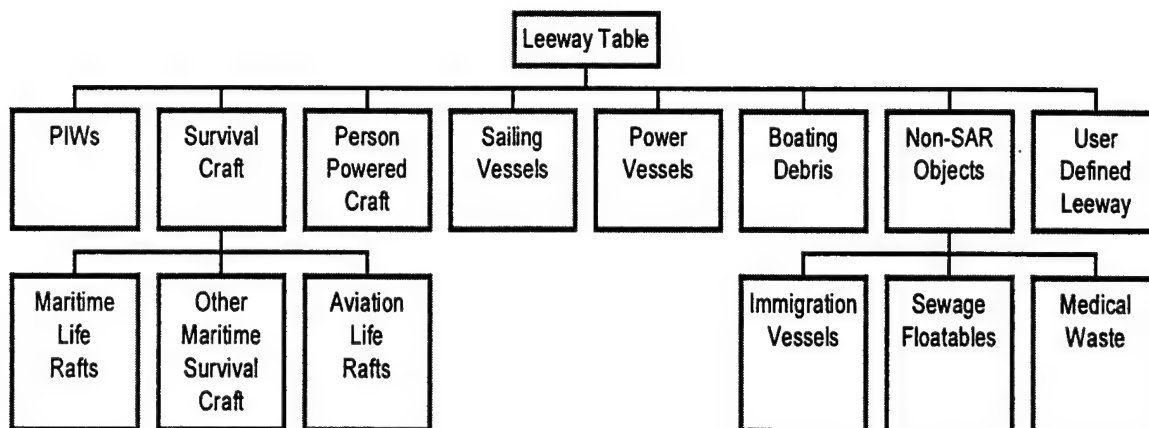 Leeway Table
PIWs
Survival
Craft
Person
Powered
Craft
Sailing
Vessels
Power
Vessels
Boating
Debris
Non-SAR
Objects
User
Defined
Leeway
Maritime
Life
Rafts
Other
Maritime
Survival
Craft
Aviation
Life
Rafts
Immigration
Vessels
Sewage
Floatables
Medical
Waste